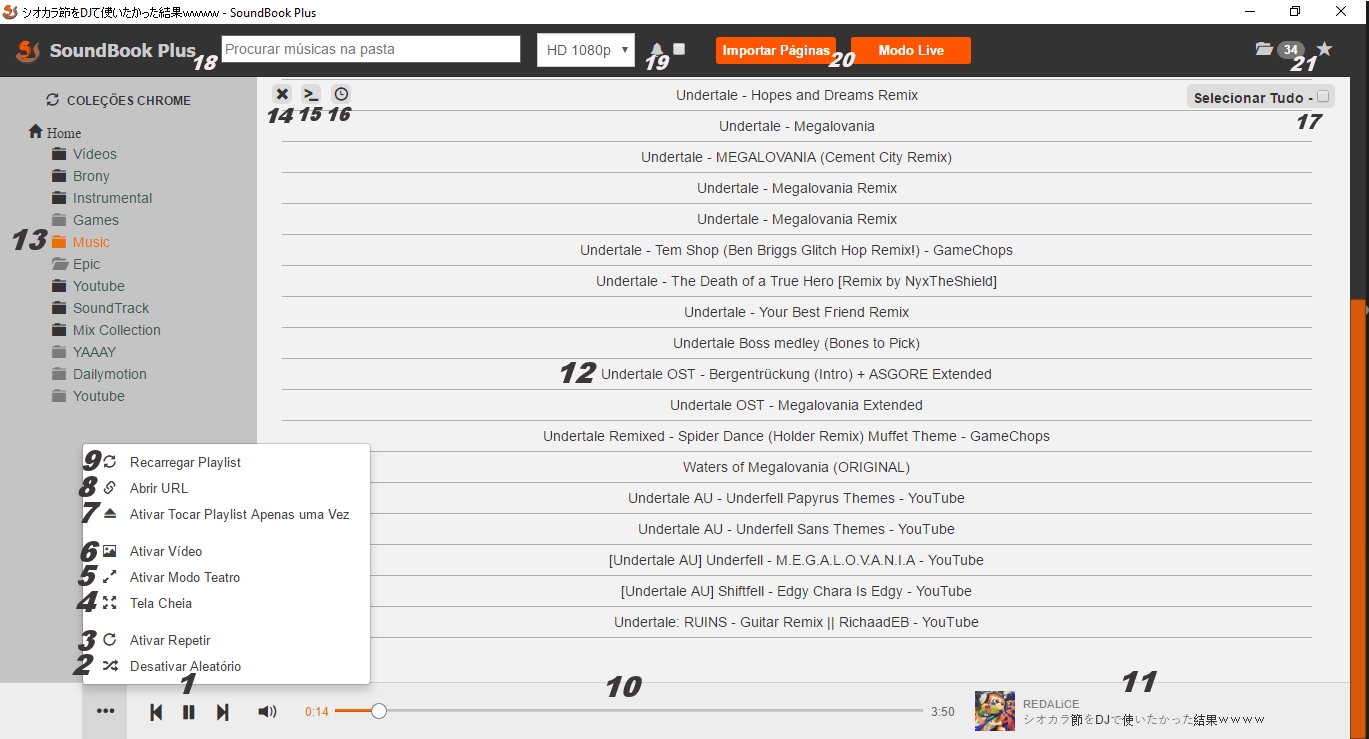 シオカラ節をDJで使いたかった結果ｗｗｗｗ - SoundBook Plus
SoundBook Plus
18
Procurar músicas na pasta
HD 1080p
19
Importar Páginas
20
Modo Live
34
21
COLEÇÕES CHROME
Home
Vídeos
Brony
Instrumental
Games
13 Music
Epic
Youtube
SoundTrack
Mix Collection
YAAAY
Dailymotion
Youtube
14 15 16
Selecionar Tudo -
17
Undertale - Hopes and Dreams Remix
Undertale - Megalovania
Undertale - MEGALOVANIA (Cement City Remix)
Undertale - Megalovania Remix
Undertale - Megalovania Remix
Undertale - Tem Shop (Ben Briggs Glitch Hop Remix!) - GameChops
Undertale - The Death of a True Hero [Remix by NyxTheShield]
Undertale - Your Best Friend Remix
Undertale Boss medley (Bones to Pick)
12 Undertale OST - Bergentrückung (Intro) + ASGORE Extended
Undertale OST - Megalovania Extended
Undertale Remixed - Spider Dance (Holder Remix) Muffet Theme - GameChops
Waters of Megalovania (ORIGINAL)
Undertale AU - Underfell Papyrus Themes - YouTube
Undertale AU - Underfell Sans Themes - YouTube
[Undertale AU] Underfell - M.E.G.A.L.O.V.A.N.I.A - YouTube
[Undertale AU] Shiftfell - Edgy Chara Is Edgy - YouTube
Undertale: RUINS - Guitar Remix || RichaadEB - YouTube
9 Recarregar Playlist
8 Abrir URL
7 Ativar Tocar Playlist Apenas uma Vez
6 Ativar Vídeo
5 Ativar Modo Teatro
4 Tela Cheia
3 Ativar Repetir
2 Desativar Aleatório
1
10
11
0:14
3:50
REDALiCE
シオカラ節をDJで使いたかった結果ｗｗｗｗ